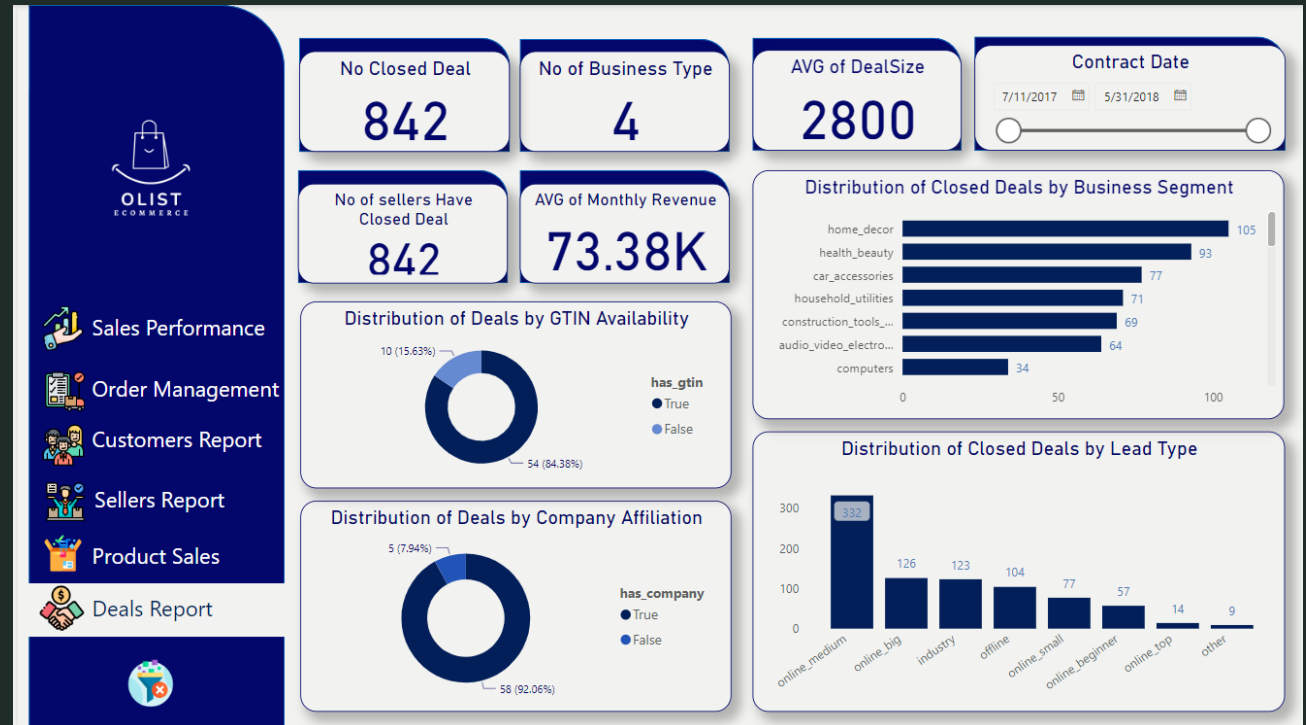 OLIST
ECOMMERCE
Sales Performance
Order Management
Customers Report
Sellers Report
Product Sales
Deals Report
No Closed Deal
842
No of Business Type
4
AVG of DealSize
2800
Contract Date
7/11/2017
5/31/2018
No of sellers Have
Closed Deal
842
AVG of Monthly Revenue
73.38K
Distribution of Closed Deals by Business Segment
home_decor
105
health_beauty
93
car_accessories
77
household_utilities
71
construction_tools_...
69
audio_video_electro...
64
computers
34
0
50
100
Distribution of Deals by GTIN Availability
10 (15.63%)
54 (84.38%)
has_gtin
True
False
Distribution of Deals by Company Affiliation
5 (7.94%)
58 (92.06%)
has_company
True
False
Distribution of Closed Deals by Lead Type
300
200
100
0
332
126
123
104
77
57
14
9
online_medium
online_big
industry
offline
online_small
online_beginner
online_top
other